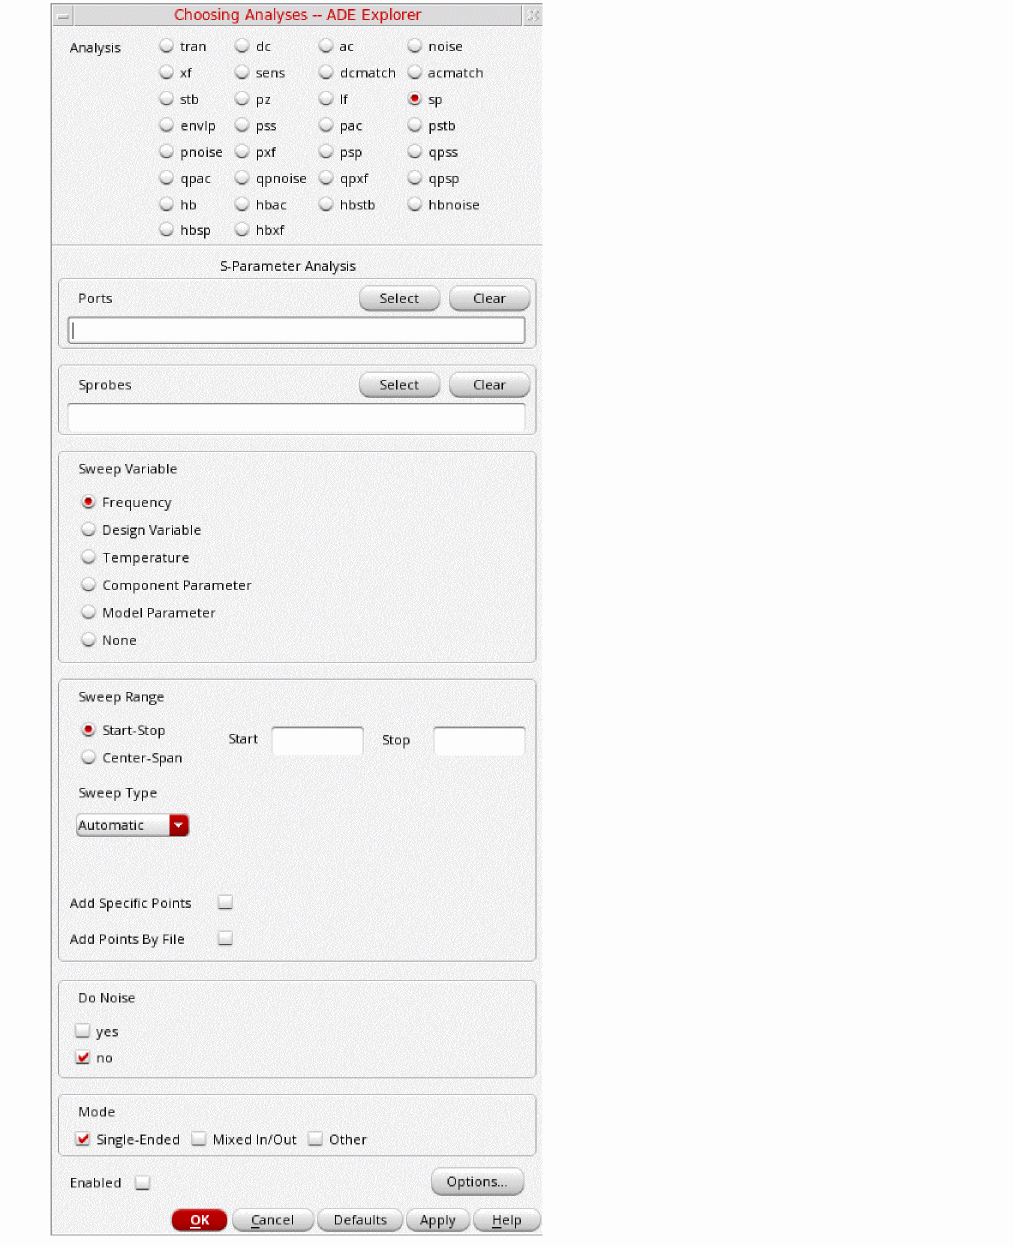 Choosing Analyses -- ADE Explorer
Analysis tran dc ac noise
xf sens dcmatch acmatch
stb pz lf sp
envlp pss pac pstb
pnoise pxf psp qpss
qpac qpnoise qpxf qpsp
hb hbac hbstb hbnoise
hbsp hbxf
S-Parameter Analysis
Ports Select Clear
Sprobes Select Clear
Sweep Variable
Frequency
Design Variable
Temperature
Component Parameter
Model Parameter
None
Sweep Range
Start-Stop Start Stop
Center-Span
Sweep Type
Automatic
Add Specific Points
Add Points By File
Do Noise
yes
no
Mode
Single-Ended Mixed In/Out Other
Enabled Options...
OK Cancel Defaults Apply Help